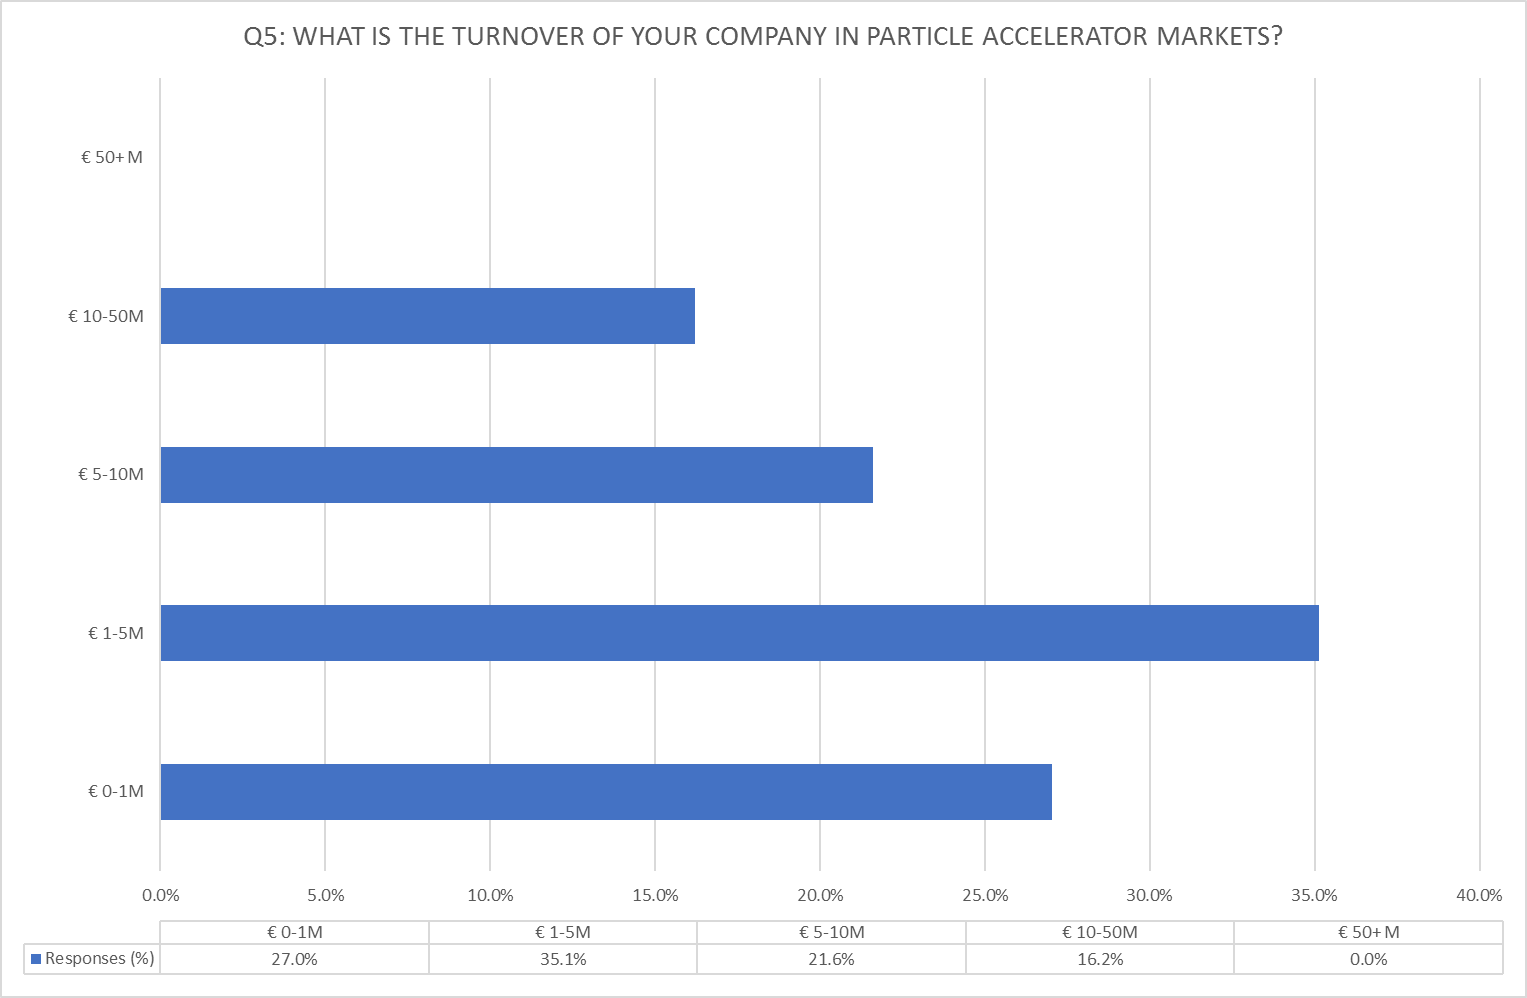 Q5: WHAT IS THE TURNOVER OF YOUR COMPANY IN PARTICLE ACCELERATOR MARKETS?
€ 50+ M
€ 10-50M
€ 5-10M
€ 1-5M
€ 0-1M
0.0% 5.0% 10.0% 15.0% 20.0% 25.0% 30.0% 35.0% 40.0%
€ 0-1M € 1-5M € 5-10M € 10-50M € 50+ M
Responses (%) 27.0% 35.1% 21.6% 16.2% 0.0%